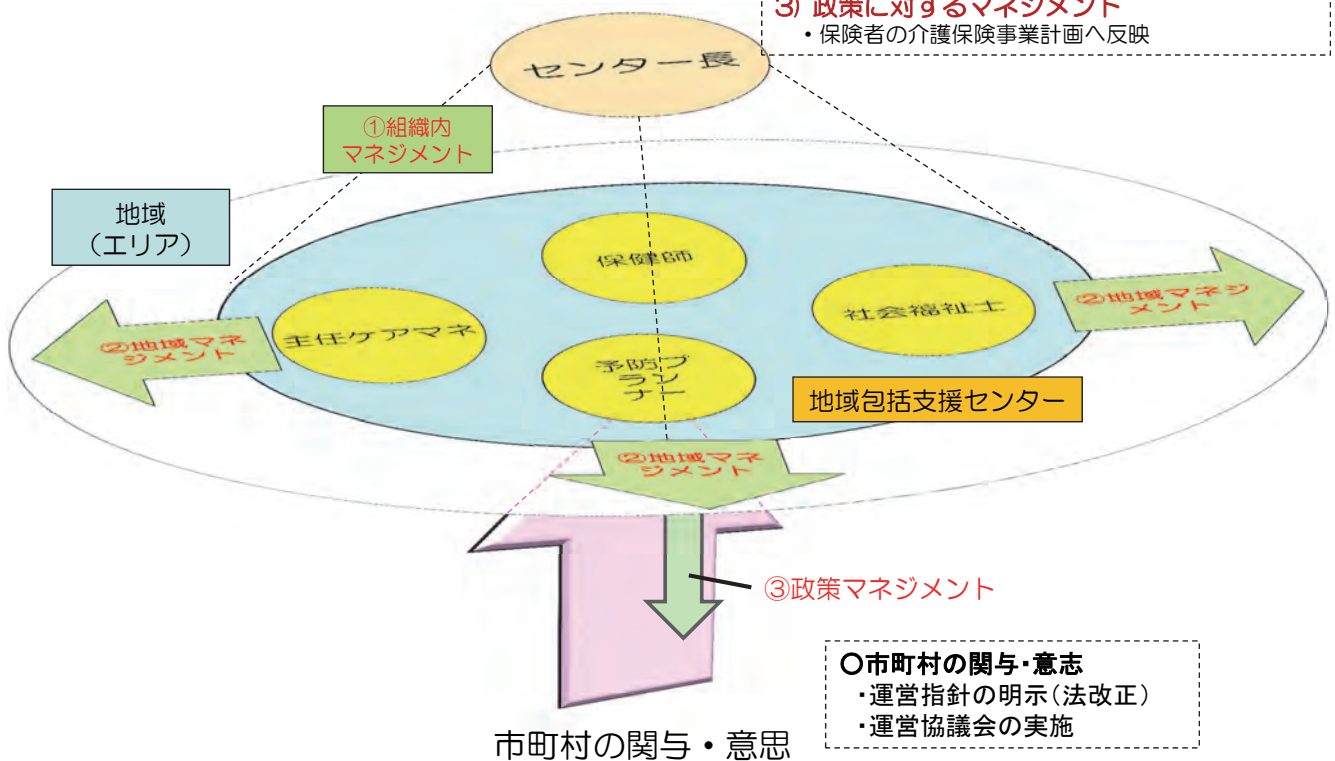 3) 政策に対するマネジメント
・保険者の介護保険事業計画へ反映
センター長
①組織内
マネジメント
地域
（エリア）
保健師
社会福祉士
②地域マネジ
メント
主任ケアマネ
②地域マネ
ジメント
予防プ
ランナ
ー
地域包括支援センター
②地域マネ
ジメント
③政策マネジメント
〇市町村の関与・意志
・運営指針の明示（法改正）
・運営協議会の実施
市町村の関与・意思